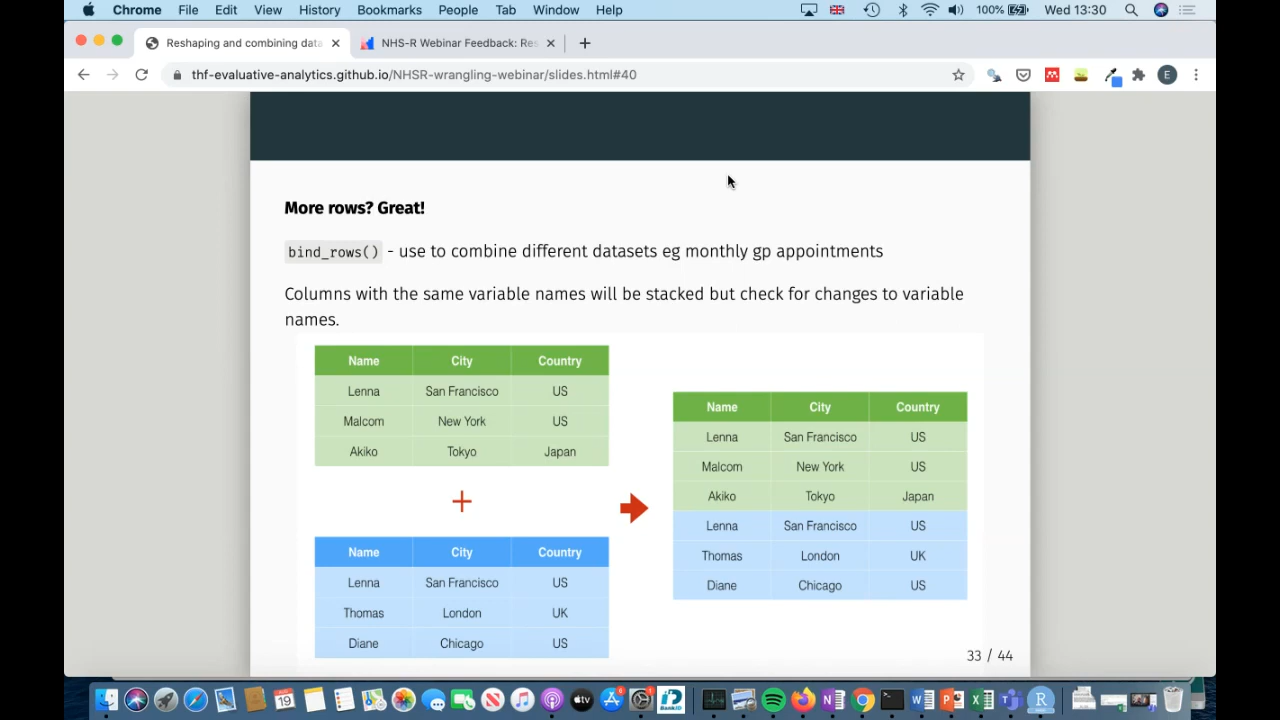 Chrome File Edit View History Bookmarks People Tab Window Help 100% Wed 13:30
Reshaping and combining data NHS-R Webinar Feedback: Res
thf-evaluative-analytics.github.io/NHSR-wrangling-webinar/slides.html#40 E
More rows? Great!
bind_rows() - use to combine different datasets eg monthly gp appointments
Columns with the same variable names will be stacked but check for changes to variable
names.
Name City Country
Lenna San Francisco US
Malcom New York US
Akiko Tokyo Japan
+
Name City Country
Lenna San Francisco US
Thomas London UK
Diane Chicago US
Name City Country
Lenna San Francisco US
Malcom New York US
Akiko Tokyo Japan
Lenna San Francisco US
Thomas London UK
Diane Chicago US
33 / 44